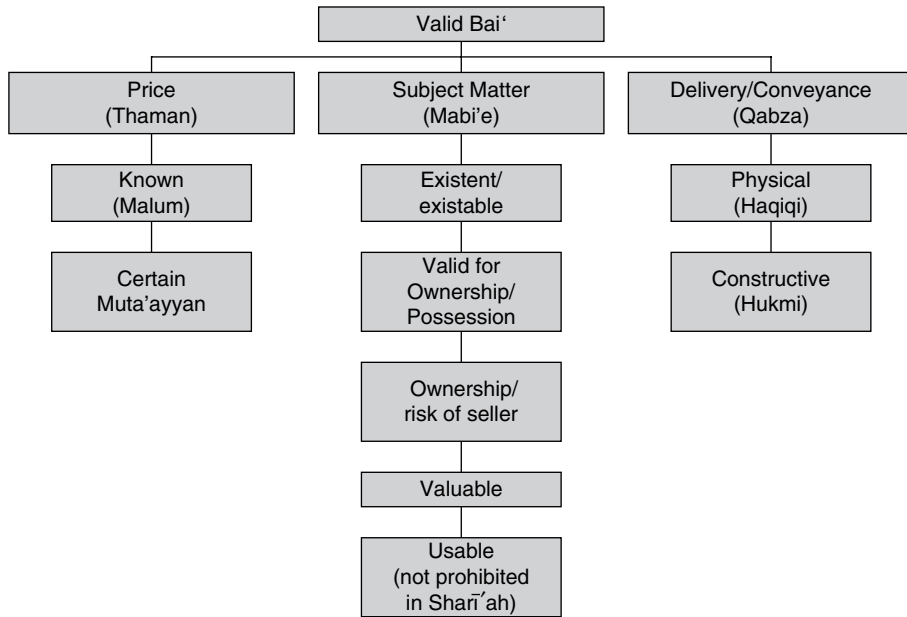 Valid Bai‘
Price
(Thaman)
Subject Matter
(Mabi’e)
Delivery/Conveyance
(Qabza)
Known
(Malum)
Existent/
existable
Physical
(Haqiqi)
Certain
Muta’ayyan
Valid for
Ownership/
Possession
Constructive
(Hukmi)
Ownership/
risk of seller
Valuable
Usable
(not prohibited
in Sharī′ah)